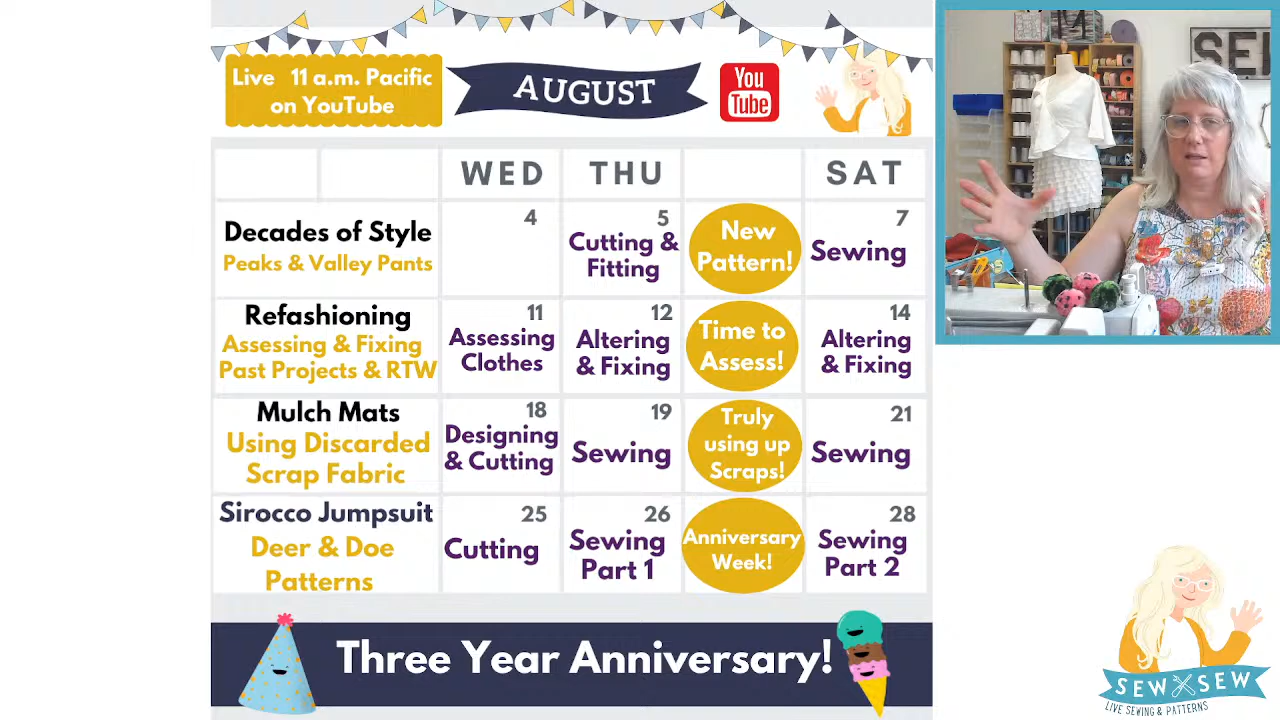 Live 11 a.m. Pacific
on YouTube
AUGUST
You
Tube
WED
THU
SAT
Decades of Style
Peaks & Valley Pants
4
5
Cutting &
Fitting
New
Pattern!
7
Sewing
Refashioning
Assessing & Fixing
Past Projects & RTW
11
Assessing
Clothes
12
Altering
& Fixing
Time to
Assess!
14
Altering
& Fixing
Mulch Mats
Using Discarded
Scrap Fabric
18
Designing
& Cutting
19
Sewing
Truly
using up
Scraps!
21
Sewing
Sirocco Jumpsuit
Deer & Doe
Patterns
25
Cutting
26
Sewing
Part 1
Anniversary
Week!
28
Sewing
Part 2
Three Year Anniversary!
SEW SEW
LIVE SEWING & PATTERNS